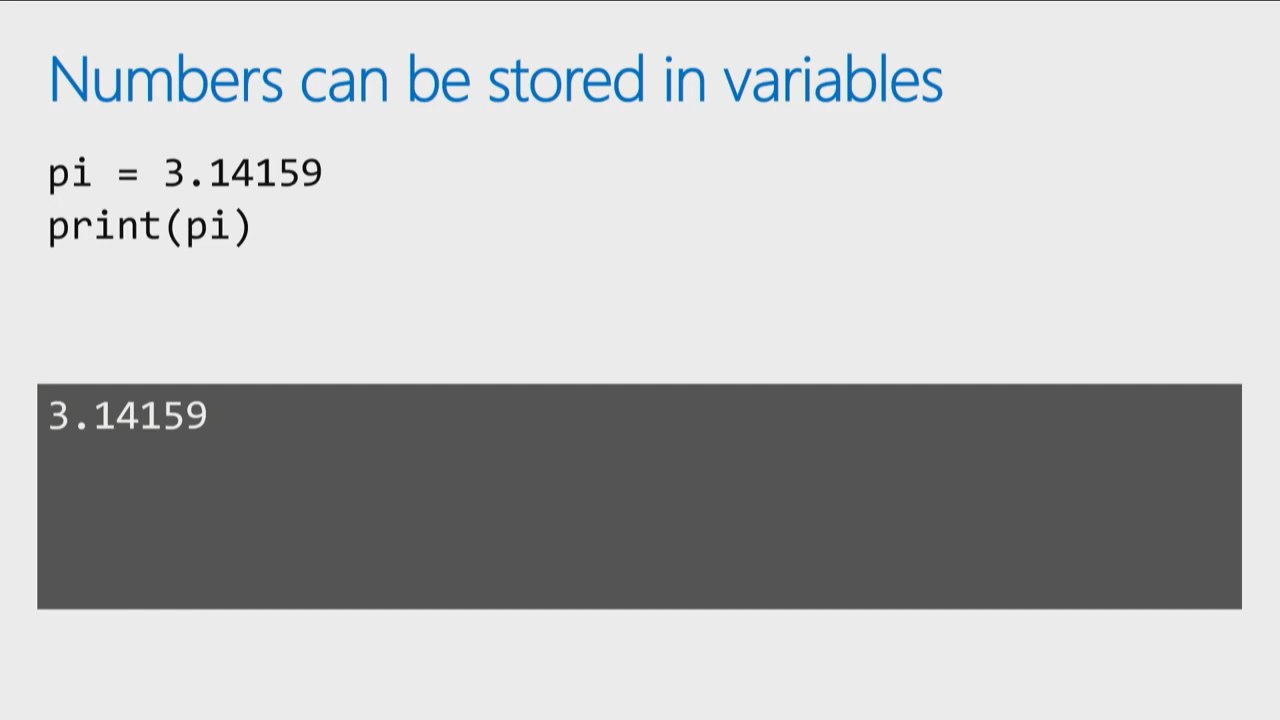 Numbers can be stored in variables
pi = 3.14159
print(pi)
3.14159